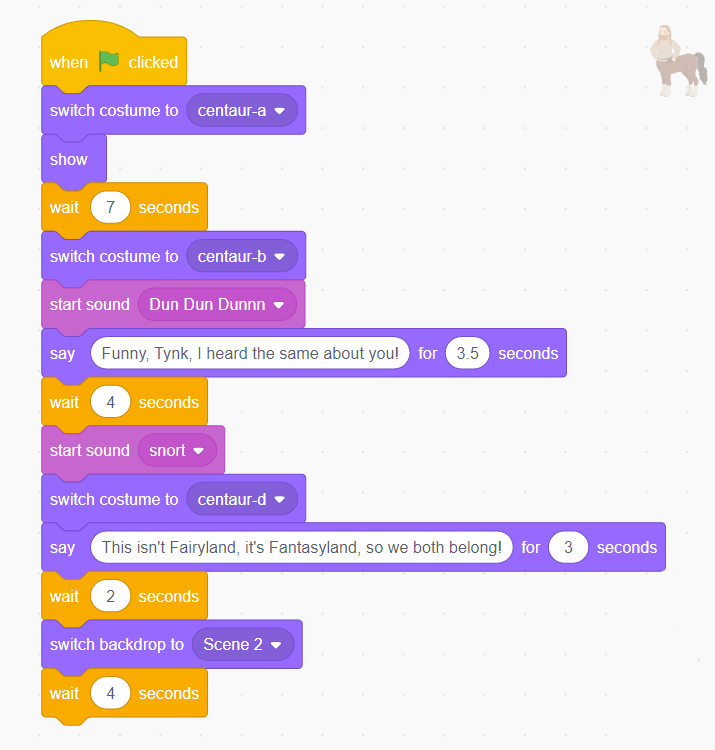 when clicked
switch costume to centaur-a
show
wait 7 seconds
switch costume to centaur-b
start sound Dun Dun Dunnn
say Funny, Tynk, I heard the same about you! for 3.5 seconds
wait 4 seconds
start sound snort
switch costume to centaur-d
say This isn't Fairyland, it's Fantasyland, so we both belong! for 3 seconds
wait 2 seconds
switch backdrop to Scene 2
wait 4 seconds